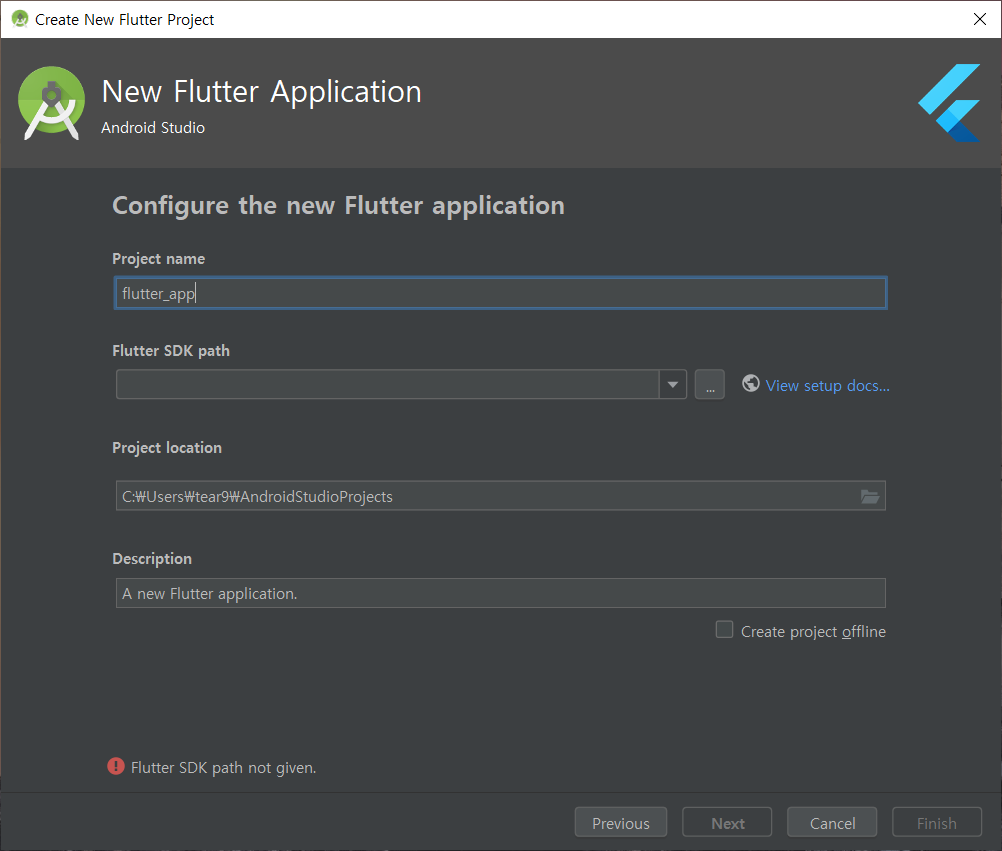 Create New Flutter Project
New Flutter Application
Android Studio
Configure the new Flutter application
Project name
flutter_app
Flutter SDK path
...
View setup docs...
Project location
C:₩Users₩tear9₩AndroidStudioProjects
Description
A new Flutter application.
Create project offline
Flutter SDK path not given.
Previous Next Cancel Finish